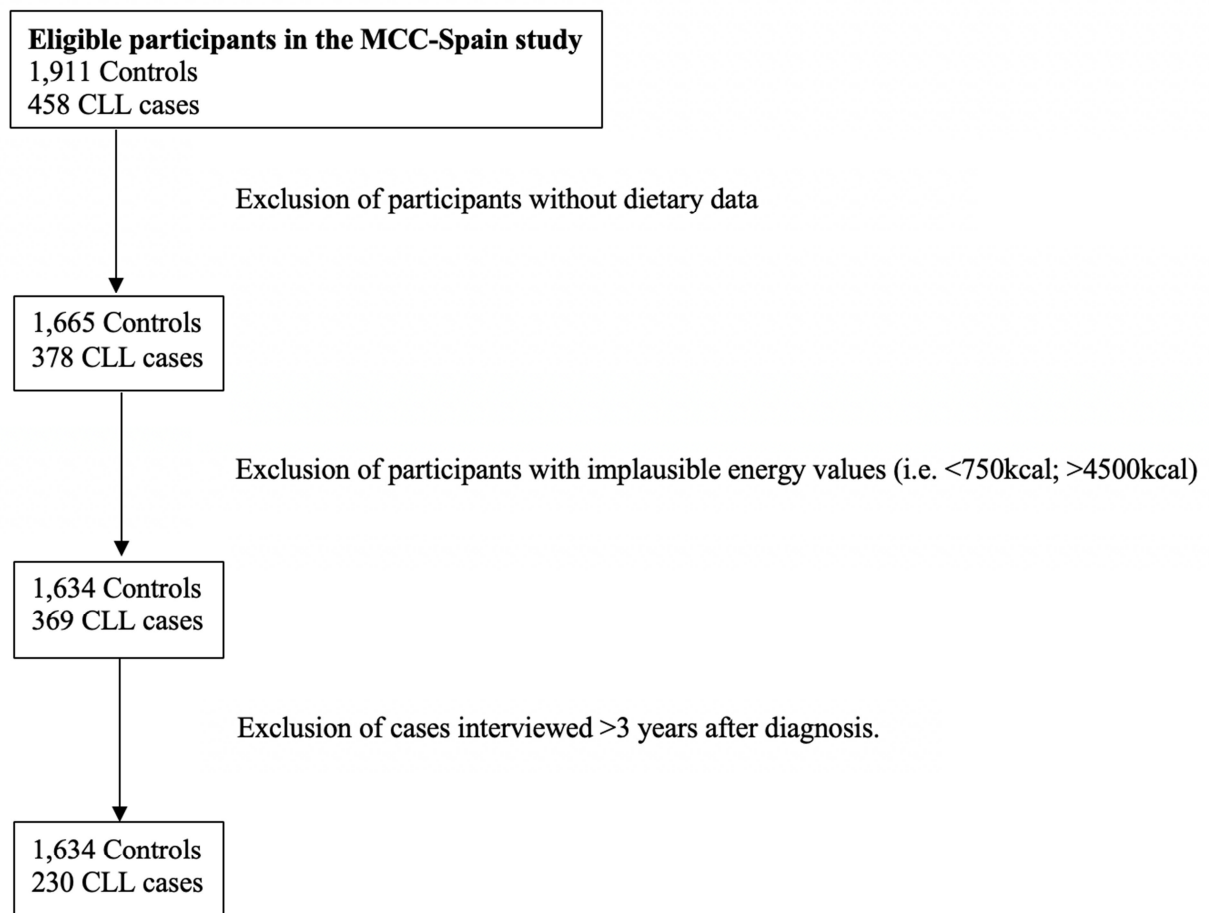 Eligible participants in the MCC-Spain study
1,911 Controls
458 CLL cases
Exclusion of participants without dietary data
1,665 Controls
378 CLL cases
Exclusion of participants with implausible energy values (i.e. <750kcal; >4500kcal)
1,634 Controls
369 CLL cases
Exclusion of cases interviewed >3 years after diagnosis.
1,634 Controls
230 CLL cases